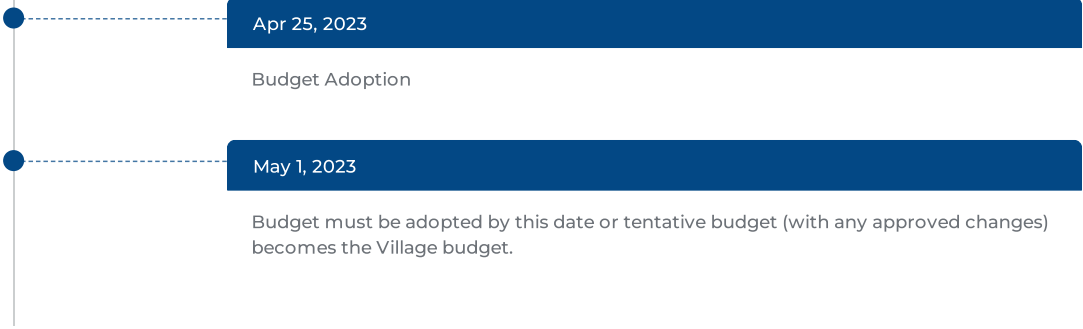 Apr 25, 2023
Budget Adoption
May 1, 2023
Budget must be adopted by this date or tentative budget (with any approved changes)
becomes the Village budget.